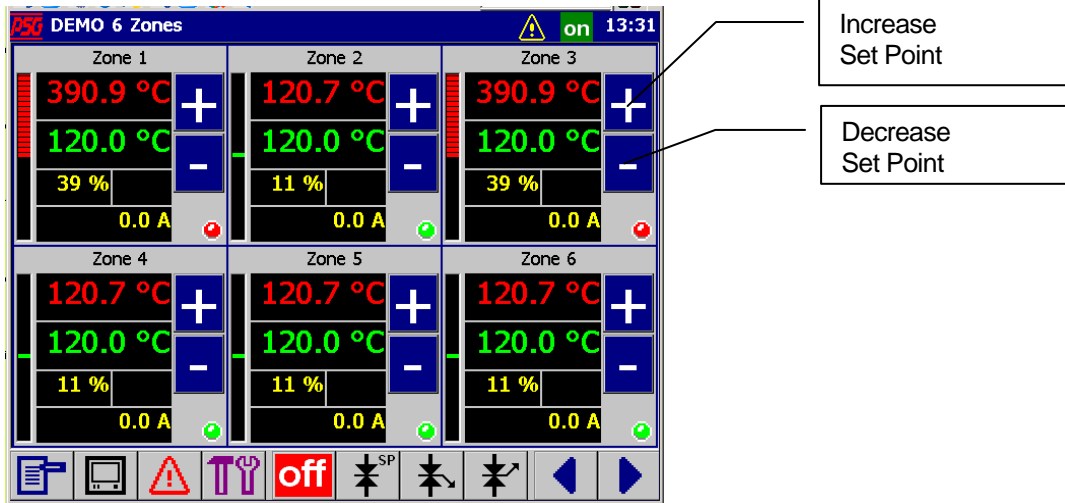 PSG DEMO 6 Zones on 13:31
Increase
Set Point
Decrease
Set Point
Zone 1 Zone 2 Zone 3
390.9 °C + 120.7 °C + 390.9 °C +
120.0 °C - 120.0 °C - 120.0 °C -
39 % 11 % 39 %
0.0 A 0.0 A 0.0 A
Zone 4 Zone 5 Zone 6
120.7 °C + 120.7 °C + 120.7 °C +
120.0 °C - 120.0 °C - 120.0 °C -
11 % 11 % 11 %
0.0 A 0.0 A 0.0 A
off SP